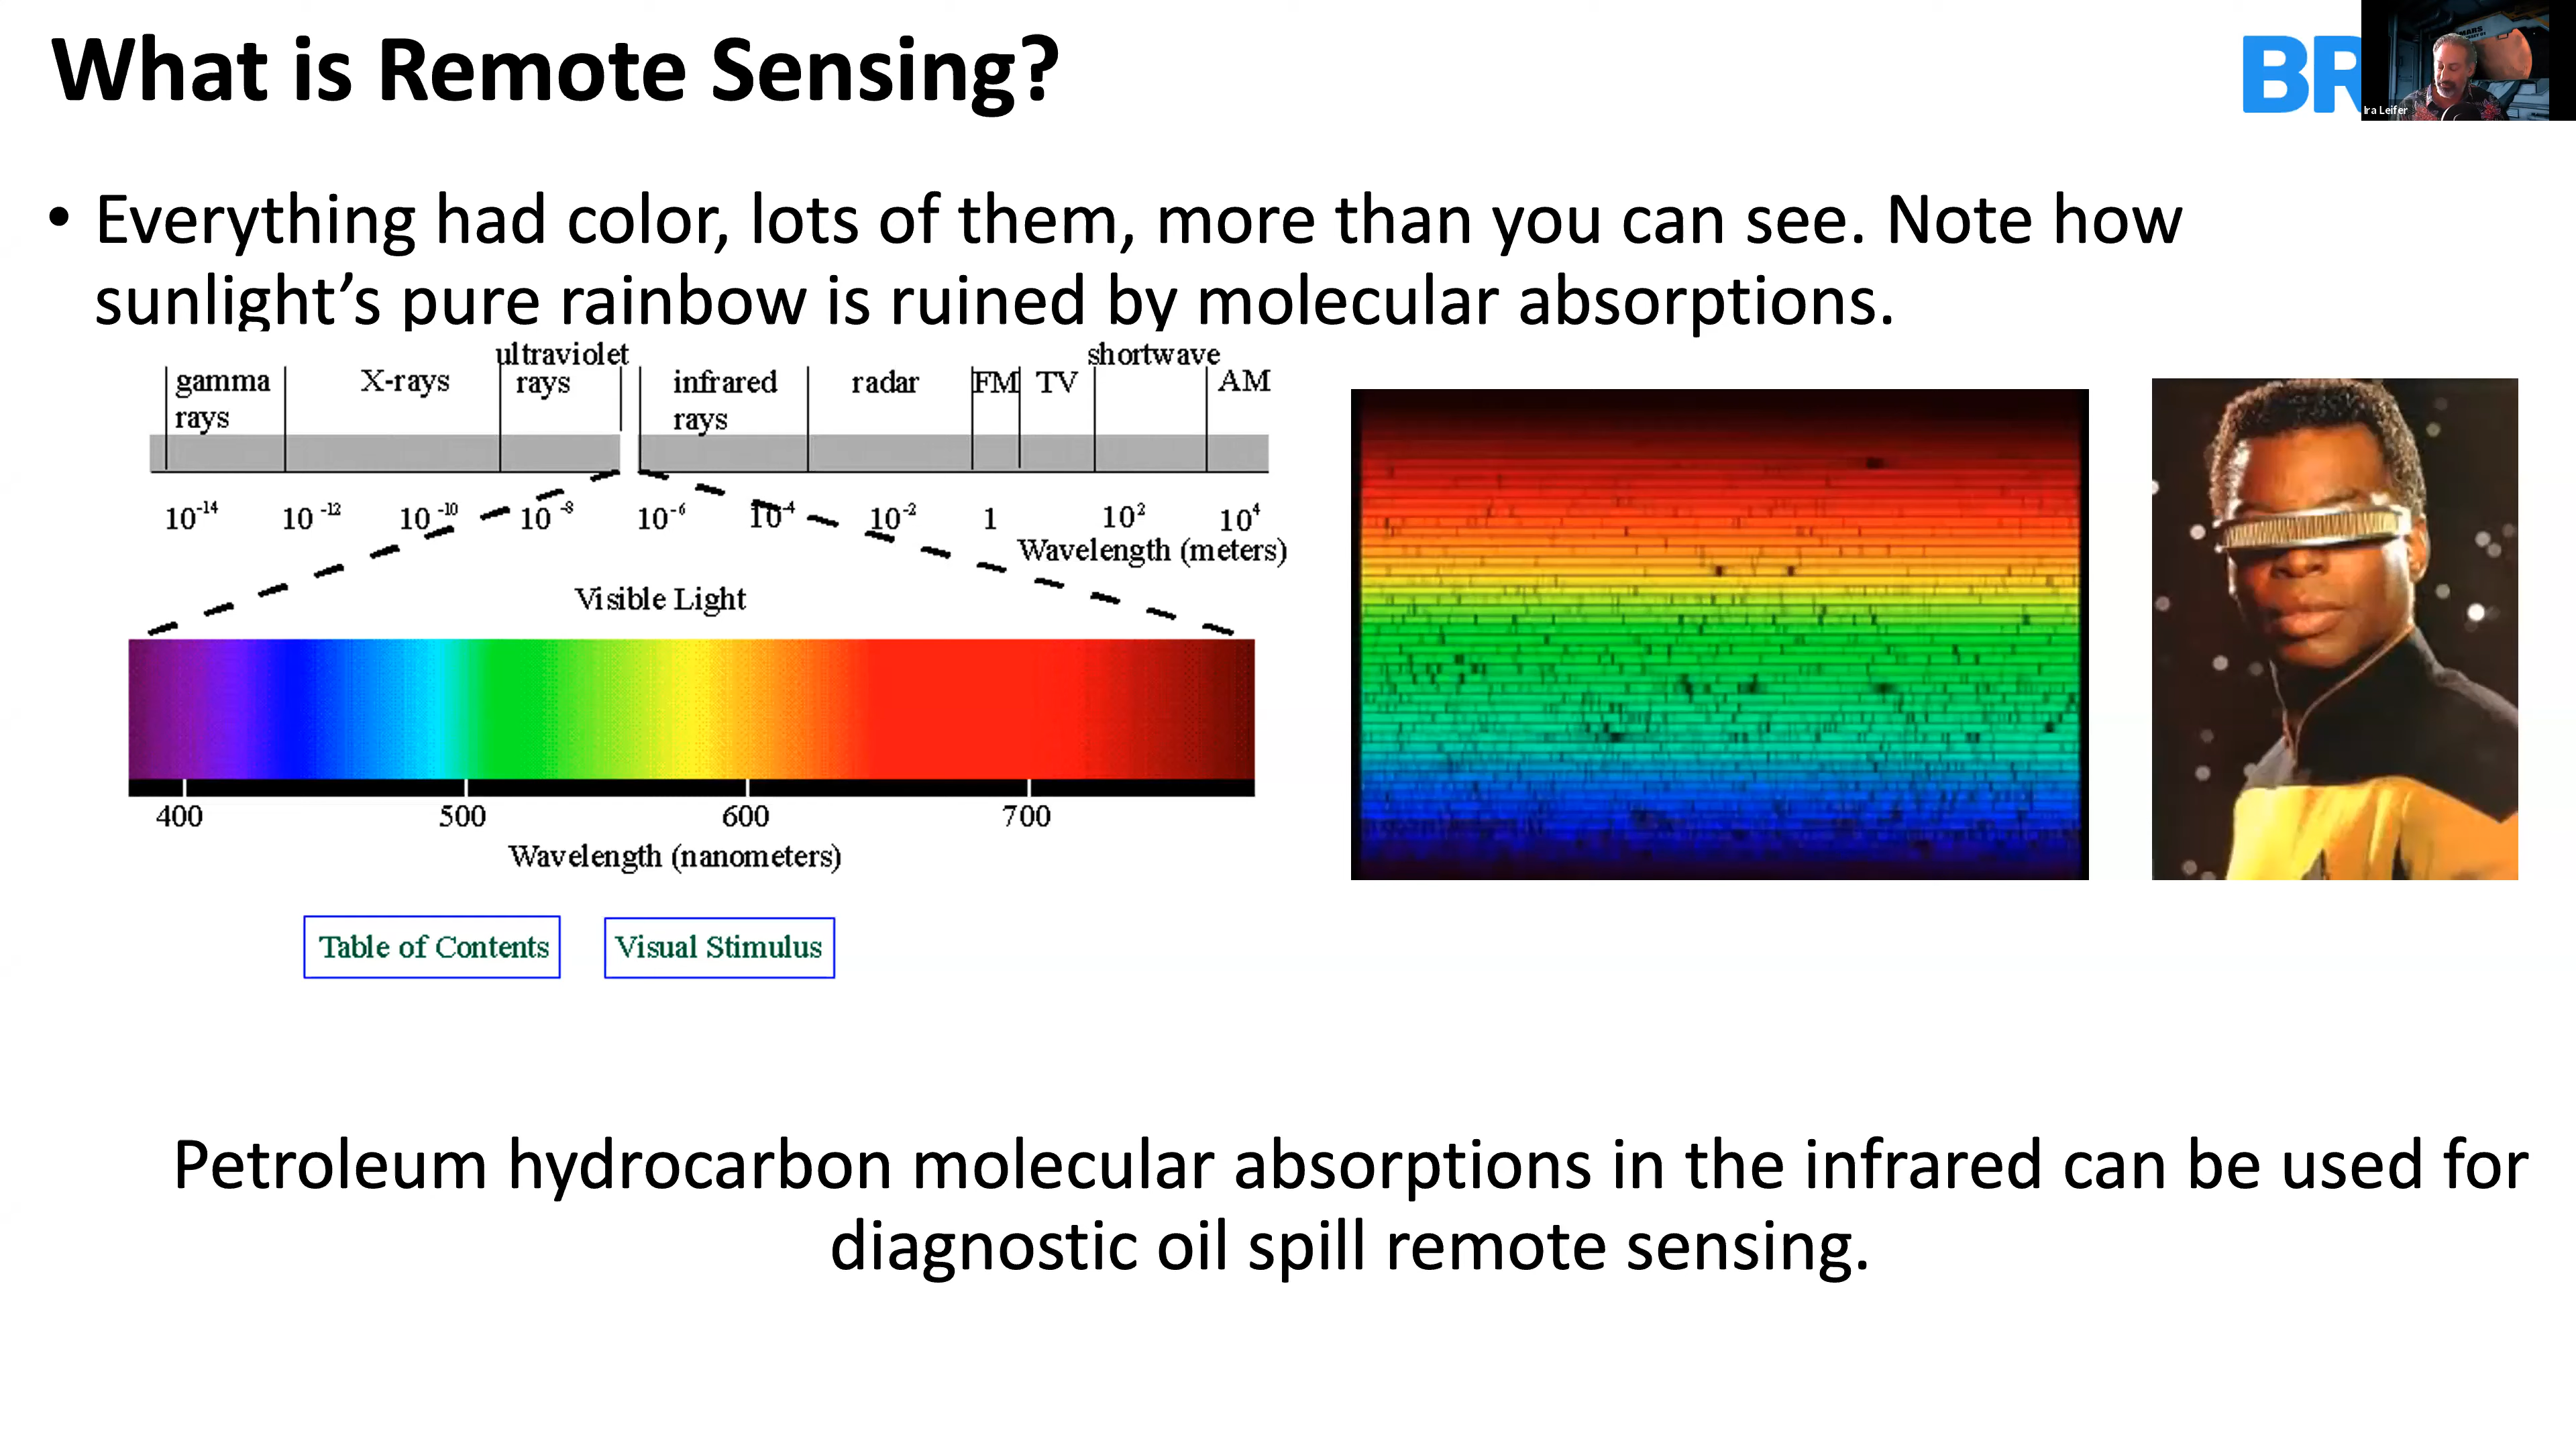 What is Remote Sensing?
BR
Ira Leifer
• Everything had color, lots of them, more than you can see. Note how
sunlight’s pure rainbow is ruined by molecular absorptions.
ultraviolet shortwave
gamma X-rays rays infrared radar FM TV AM
rays rays
10⁻¹⁴ 10⁻¹² 10⁻¹⁰ 10⁻⁸ 10⁻⁶ 10⁻⁴ 10⁻² 1 10² 10⁴
Wavelength (meters)
Visible Light
400 500 600 700
Wavelength (nanometers)
Table of Contents Visual Stimulus
Petroleum hydrocarbon molecular absorptions in the infrared can be used for
diagnostic oil spill remote sensing.